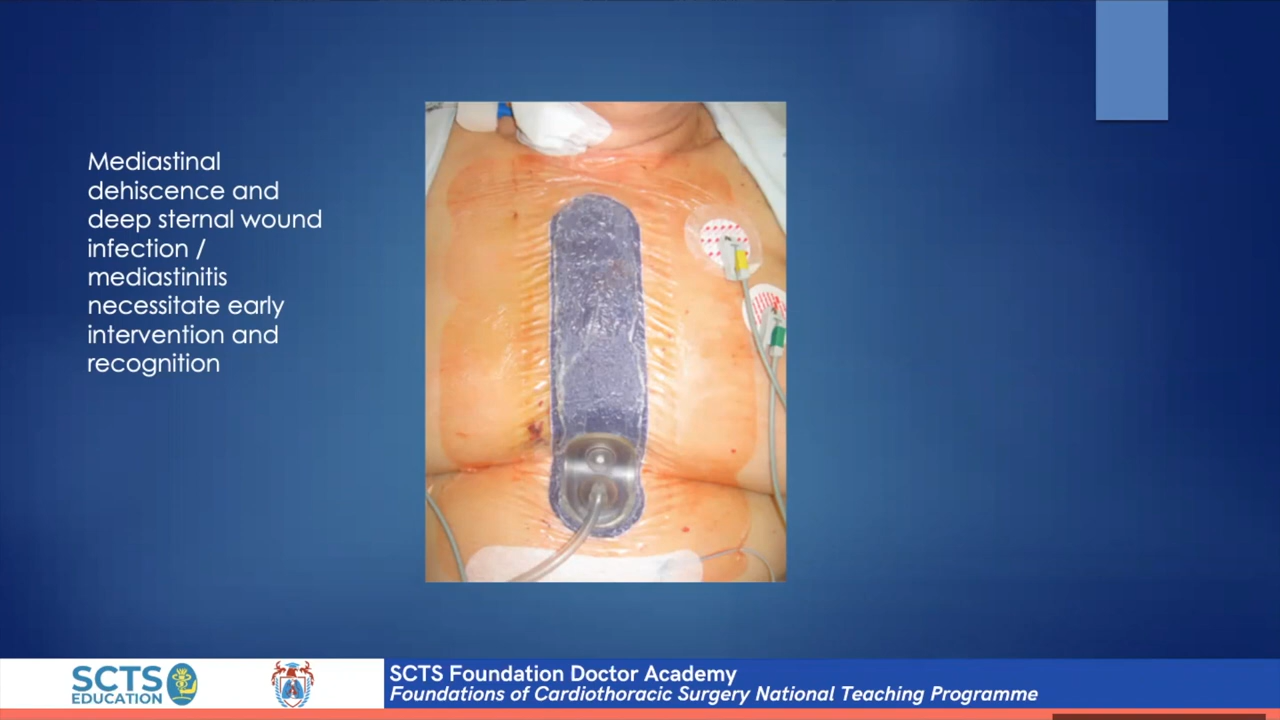 Mediastinal
dehiscence and
deep sternal wound
infection /
mediastinitis
necessitate early
intervention and
recognition
SCTS
EDUCATION
SCTS Foundation Doctor Academy
Foundations of Cardiothoracic Surgery National Teaching Programme